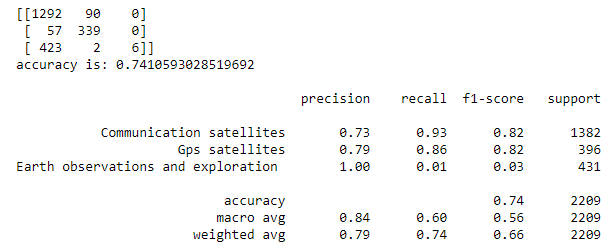 [[1292 90 0]
[ 57 339 0]
[ 423 2 6]]
accuracy is: 0.7410593028519692
precision recall f1-score support
Communication satellites 0.73 0.93 0.82 1382
Gps satellites 0.79 0.86 0.82 396
Earth observations and exploration 1.00 0.01 0.03 431
accuracy 0.74 2209
macro avg 0.84 0.60 0.56 2209
weighted avg 0.79 0.74 0.66 2209